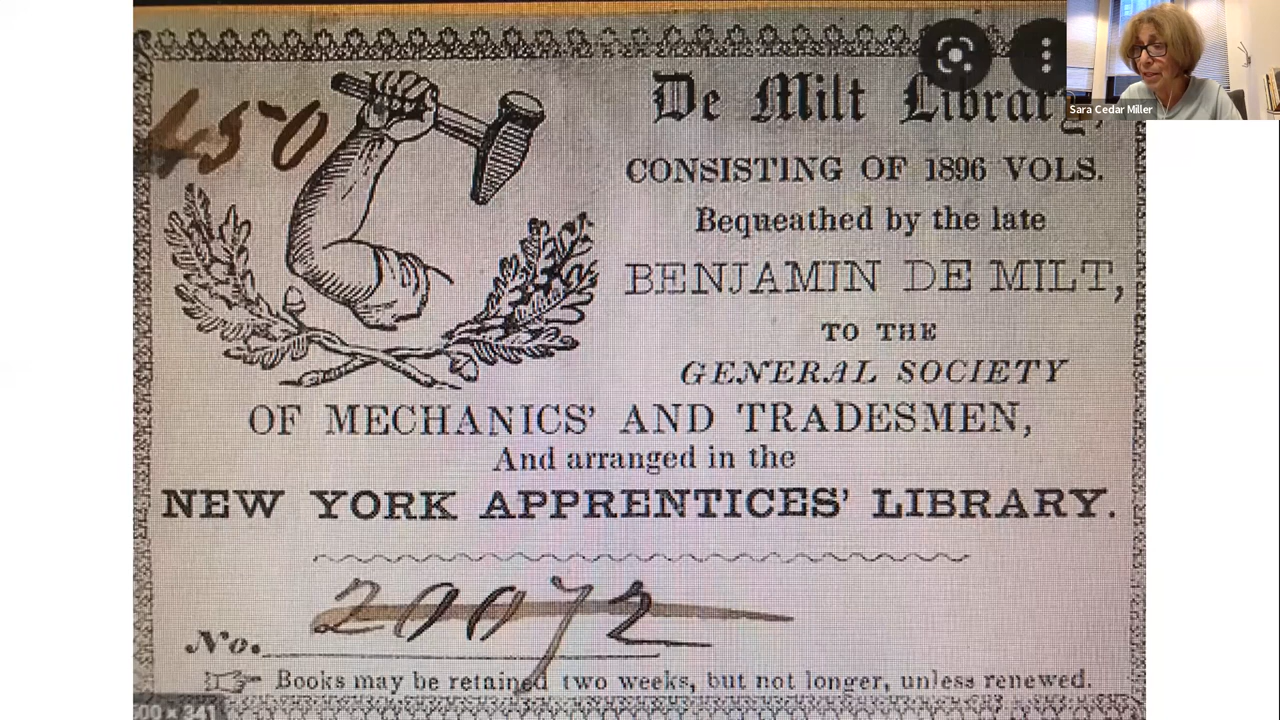 Sara Cedar Miller
450
De Milt Library,
CONSISTING OF 1896 VOLS.
Bequeathed by the late
BENJAMIN DE MILT,
TO THE
GENERAL SOCIETY
OF MECHANICS' AND TRADESMEN,
And arranged in the
NEW YORK APPRENTICES' LIBRARY.
No. 20072
Books may be retained two weeks, but not longer, unless renewed.
00 x 341